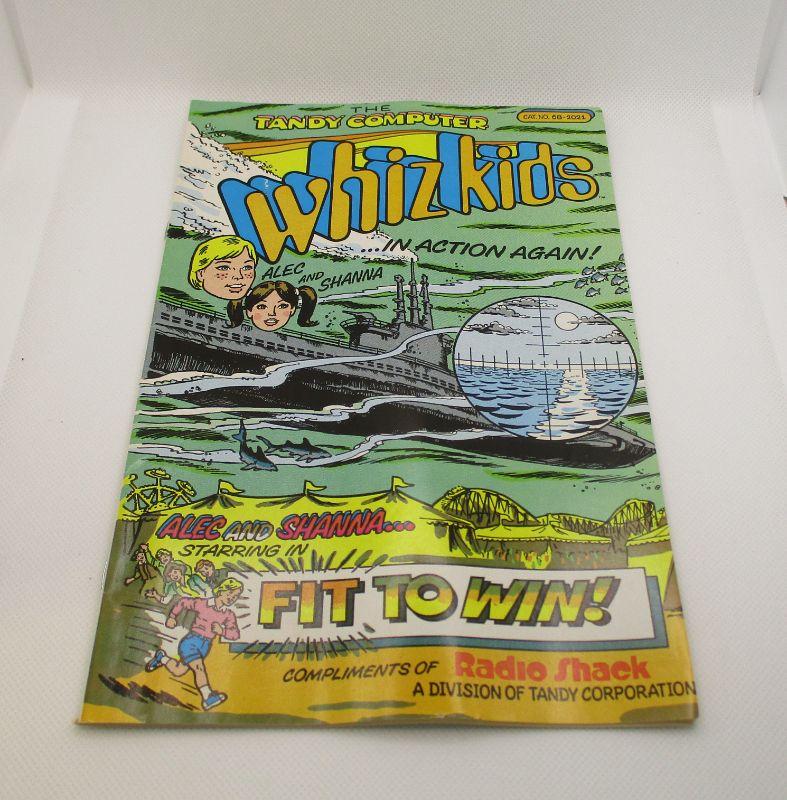 THE
TANDY COMPUTER
CAT. NO. 68-2021
Whiz Kids
TM
...IN ACTION AGAIN!
ALEC
AND
SHANNA
ALEC AND SHANNA...
STARRING IN
FIT TO WIN!
COMPLIMENTS OF Radio Shack
A DIVISION OF TANDY CORPORATION